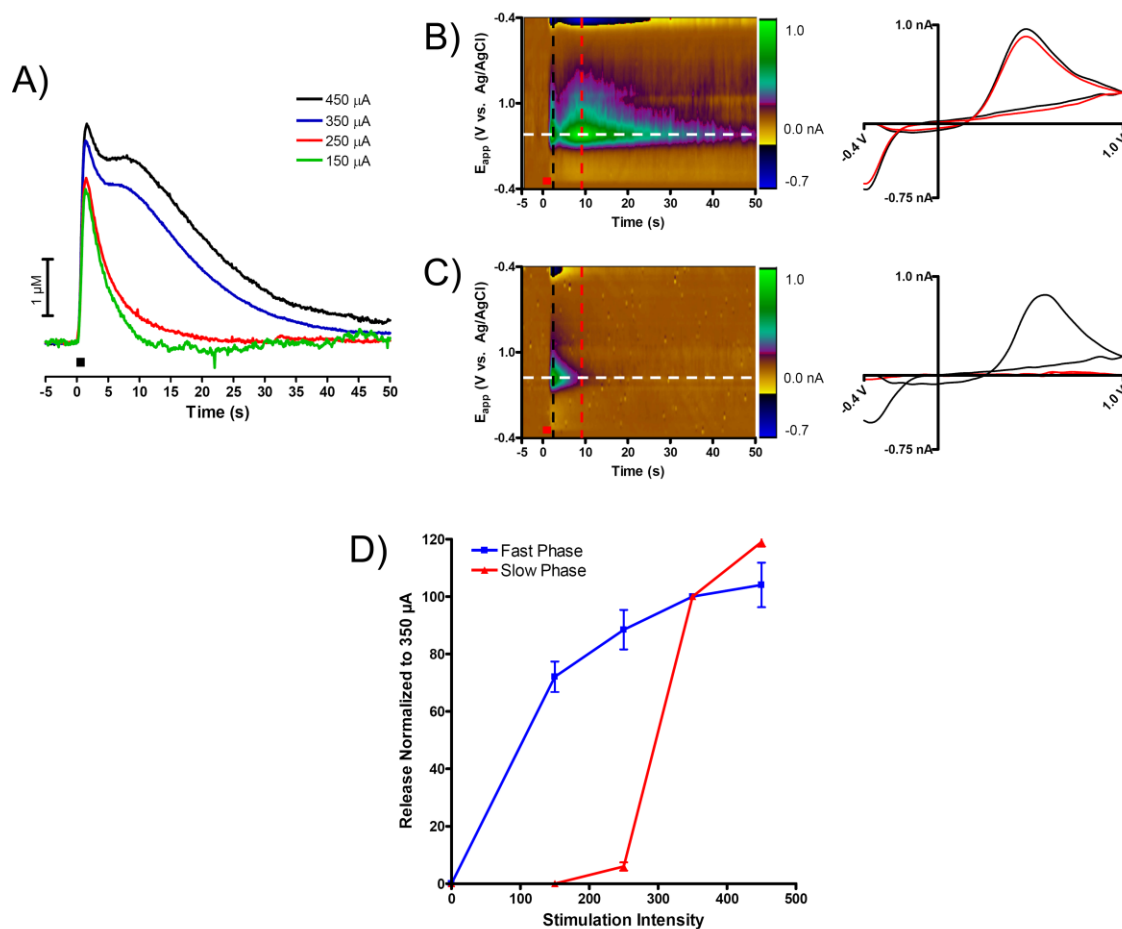 A)
450 µA
350 µA
250 µA
150 µA
1 µM
-5 0 5 10 15 20 25 30 35 40 45 50
Time (s)
B)
Eapp (V vs. Ag/AgCl)
-0.4
1.0
-0.4
-5 0 10 20 30 40 50
Time (s)
1.0
0.0 nA
-0.7
1.0 nA
-0.4 V
1.0 V
-0.75 nA
C)
Eapp (V vs. Ag/AgCl)
-0.4
1.0
-0.4
-5 0 10 20 30 40 50
Time (s)
1.0
0.0 nA
-0.7
1.0 nA
-0.4 V
1.0 V
-0.75 nA
D)
Fast Phase
Slow Phase
Release Normalized to 350 µA
120
100
80
60
40
20
0
0 100 200 300 400 500
Stimulation Intensity